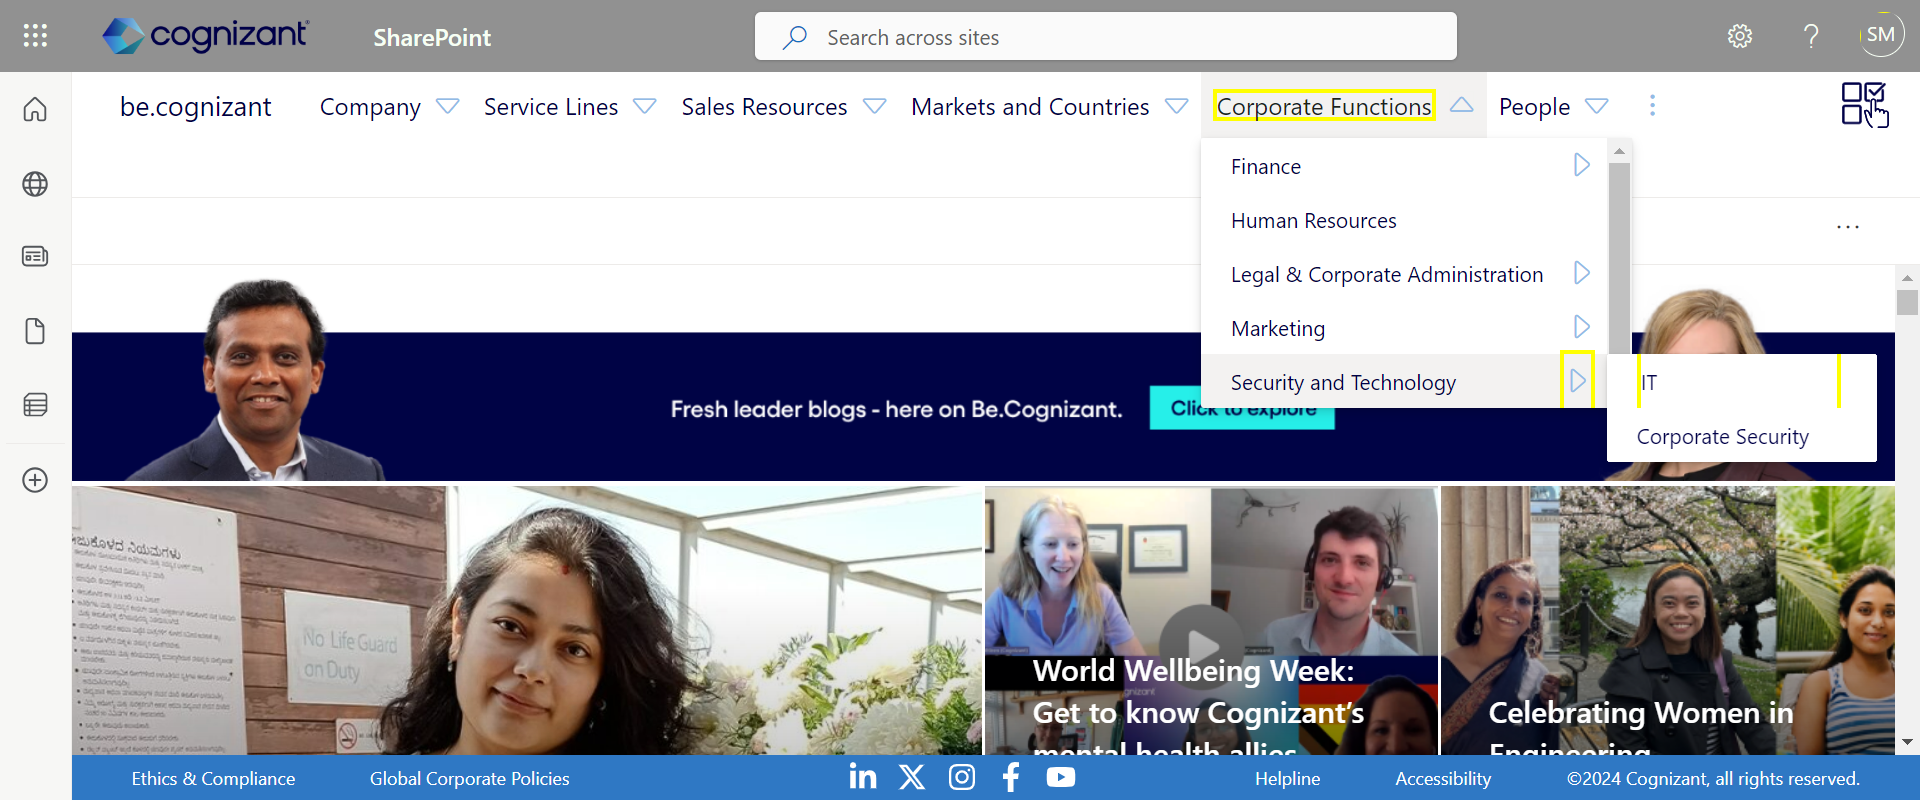 cognizant
SharePoint
Search across sites
SM
be.cognizant
Company
Service Lines
Sales Resources
Markets and Countries
Corporate Functions
People
Finance
Human Resources
Legal & Corporate Administration
Marketing
Security and Technology
IT
Corporate Security
Fresh leader blogs - here on Be.Cognizant.
Click to explore
No Life Guard
on Duty
World Wellbeing Week:
Get to know Cognizant’s
mental health allies
Celebrating Women in
Engineering
Ethics & Compliance
Global Corporate Policies
Helpline
Accessibility
©2024 Cognizant, all rights reserved.